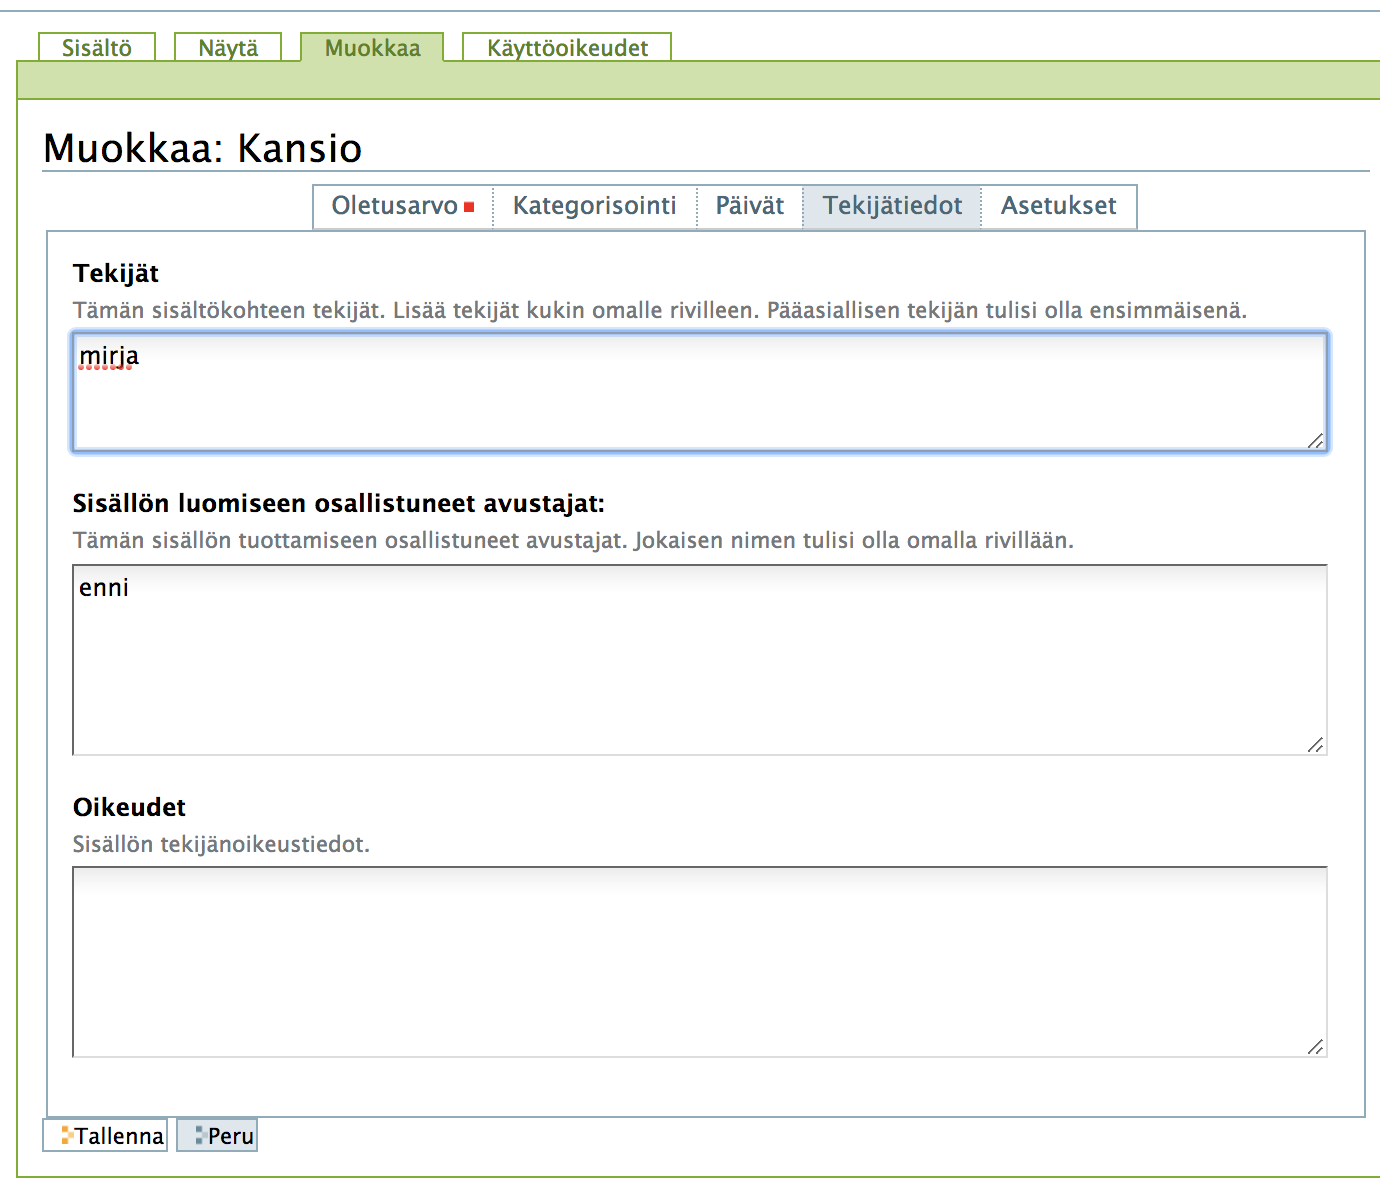 Sisältö Näytä Muokkaa Käyttöoikeudet
Muokkaa: Kansio
Oletusarvo Kategorisointi Päivät Tekijätiedot Asetukset
Tekijät
Tämän sisältökohteen tekijät. Lisää tekijät kukin omalle rivilleen. Pääasiallisen tekijän tulisi olla ensimmäisenä.
mirja
Sisällön luomiseen osallistuneet avustajat:
Tämän sisällön tuottamiseen osallistuneet avustajat. Jokaisen nimen tulisi olla omalla rivillään.
enni
Oikeudet
Sisällön tekijänoikeustiedot.
Tallenna Peru